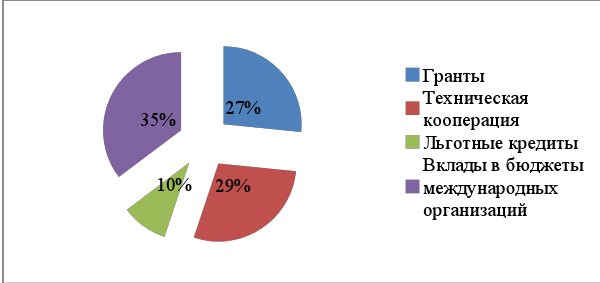 27%
35%
10%
29%
Гранты
Техническая
кооперация
Льготные кредиты
Вклады в бюджеты
международных
организаций